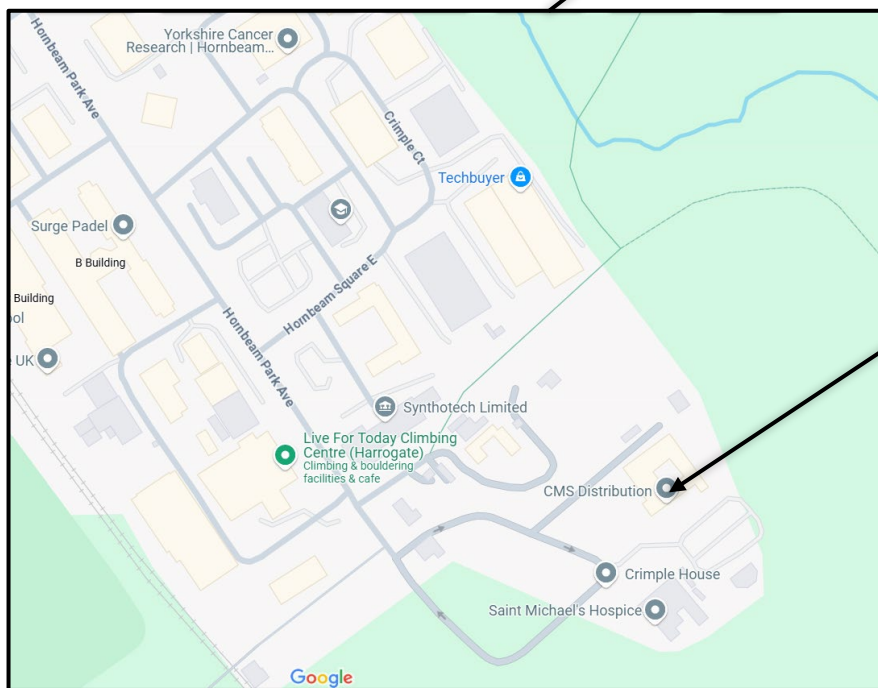 Yorkshire Cancer
Research | Hornbeam...
Hornbeam Park Ave
Crimple Ct
Techbuyer
Surge Padel
B Building
Building
ol
Hornbeam Square E
UK
Hornbeam Park Ave
Synthotech Limited
Live For Today Climbing
Centre (Harrogate)
Climbing & bouldering
facilities & cafe
CMS Distribution
Crimple House
Saint Michael's Hospice
Google